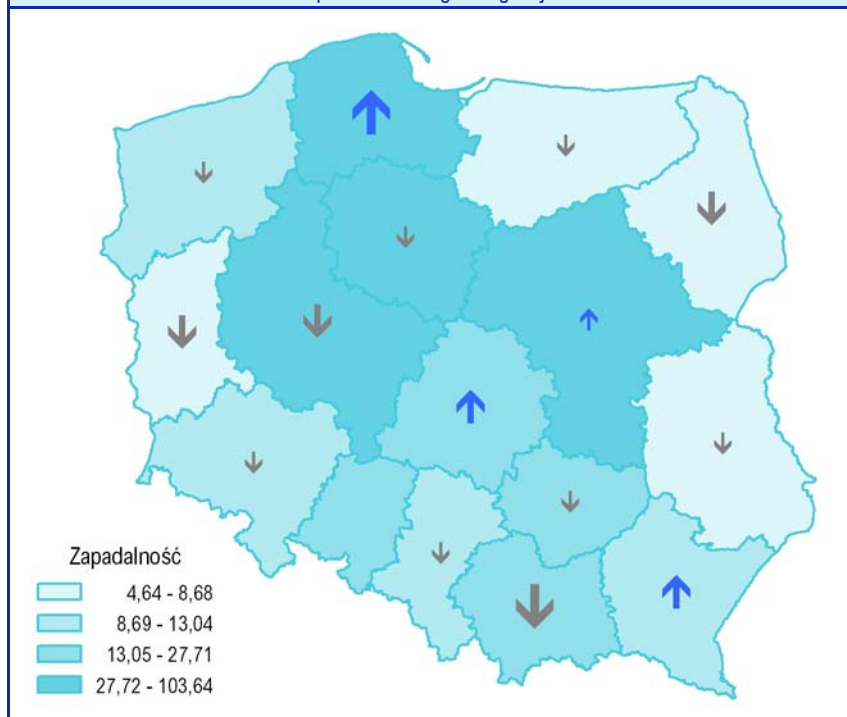 Zapadalność
4,64 - 8,68
8,69 - 13,04
13,05 - 27,71
27,72 - 103,64